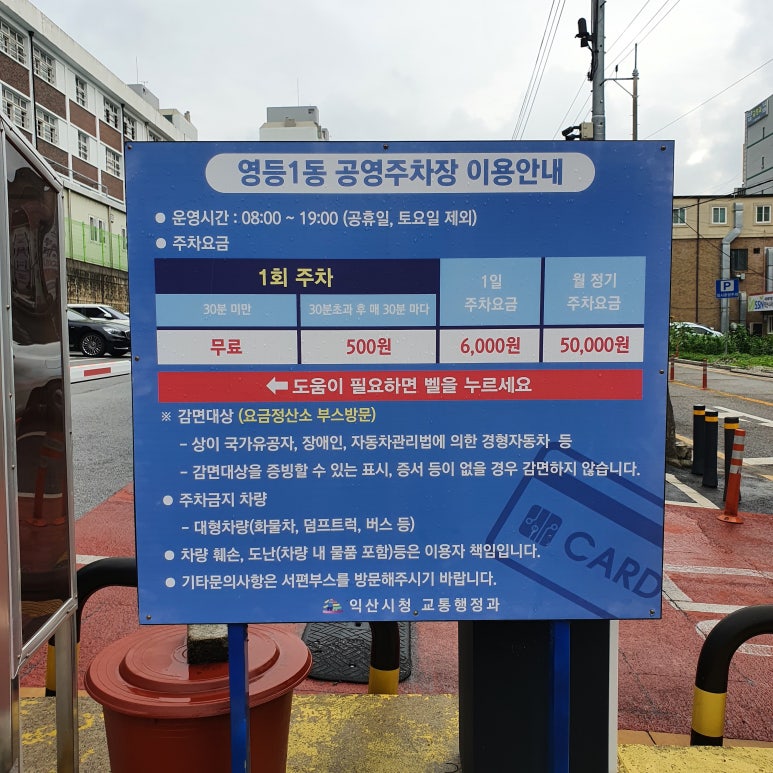 영등1동 공영주차장 이용안내
● 운영시간 : 08:00 ~ 19:00 (공휴일, 토요일 제외)
● 주차요금
1회 주차
1일 주차요금
월 정기 주차요금
30분 미만
30분초과 후 매 30분 마다
무료
500원
6,000원
50,000원
⬅ 도움이 필요하면 벨을 누르세요
※ 감면대상 (요금정산소 부스방문)
- 상이 국가유공자, 장애인, 자동차관리법에 의한 경형자동차 등
- 감면대상을 증빙할 수 있는 표시, 증서 등이 없을 경우 감면하지 않습니다.
● 주차금지 차량
- 대형차량(화물차, 덤프트럭, 버스 등)
● 차량 훼손, 도난(차량 내 물품 포함)등은 이용자 책임입니다.
● 기타문의사항은 서편부스를 방문해주시기 바랍니다.
CARD
익산시청 교통행정과
P